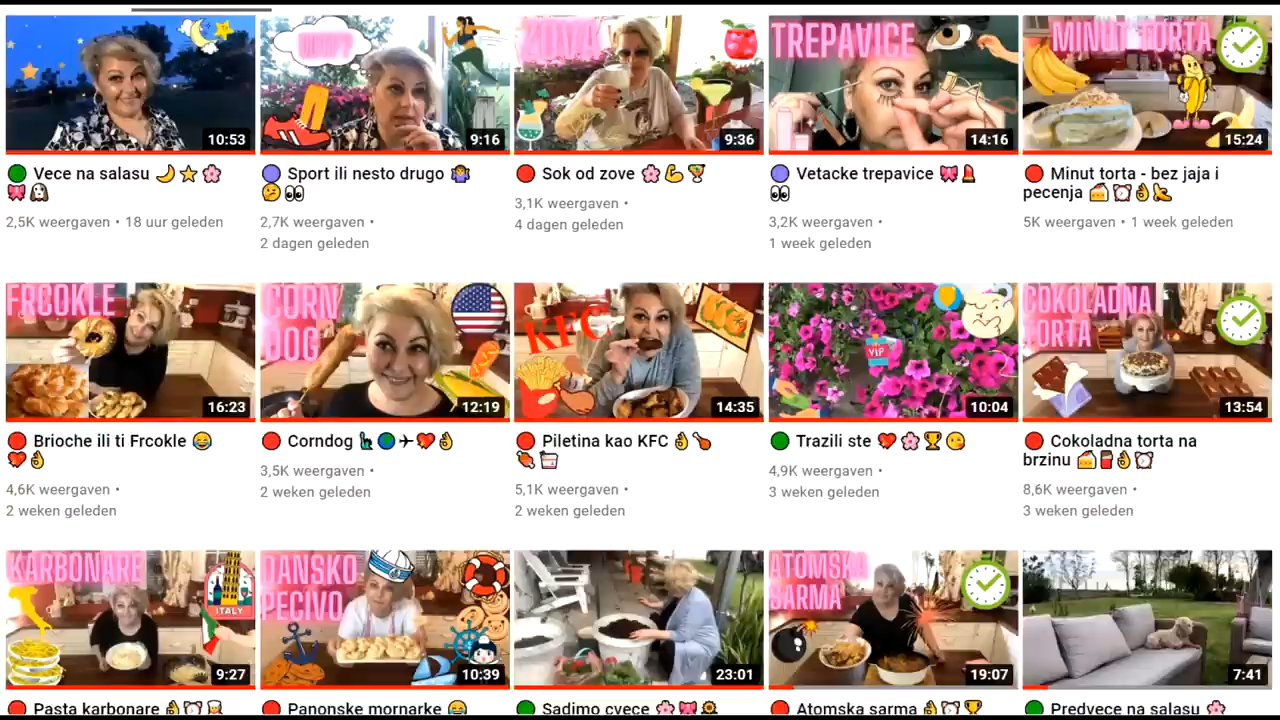 ZOVA
TREPAVICE
MINUT TORTA
10:53
9:16
9:36
14:16
15:24
Vece na salasu 🌙⭐🌸
🎀🐶
Sport ili nesto drugo 🤷‍♀️
🤔👀
Sok od zove 🌸💪🍹
Vetacke trepavice 🎀💄
👀
Minut torta - bez jaja i
pecenja 🍰⏰👌🍌
2,5K weergaven • 18 uur geleden
2,7K weergaven •
2 dagen geleden
3,1K weergaven •
4 dagen geleden
3,2K weergaven •
1 week geleden
5K weergaven • 1 week geleden
FRCOKLE
CORN
DOG
KFC
VIP
COKOLADNA
TORTA
16:23
12:19
14:35
10:04
13:54
Brioche ili ti Frcokle 😂
❤️👌
Corndog 🗽🌍✈❤️👌
Piletina kao KFC 👌🍗
🍖🥡
Trazili ste ❤️🌸🏆😘
Cokoladna torta na
brzinu 🍰🍫👌⏰
4,6K weergaven •
2 weken geleden
3,5K weergaven •
2 weken geleden
5,1K weergaven •
2 weken geleden
4,9K weergaven •
3 weken geleden
8,6K weergaven •
3 weken geleden
KARBONARE
ITALY
DANSKO
PECIVO
ATOMSKA
SARMA
9:27
10:39
23:01
19:07
7:41
Pasta karbonare 👌⏰👨‍🍳
Panonske mornarke 😂
Sadimo cvece 🌸🎀🌻
Atomska sarma 👌⏰🏆
Predvece na salasu 🌸